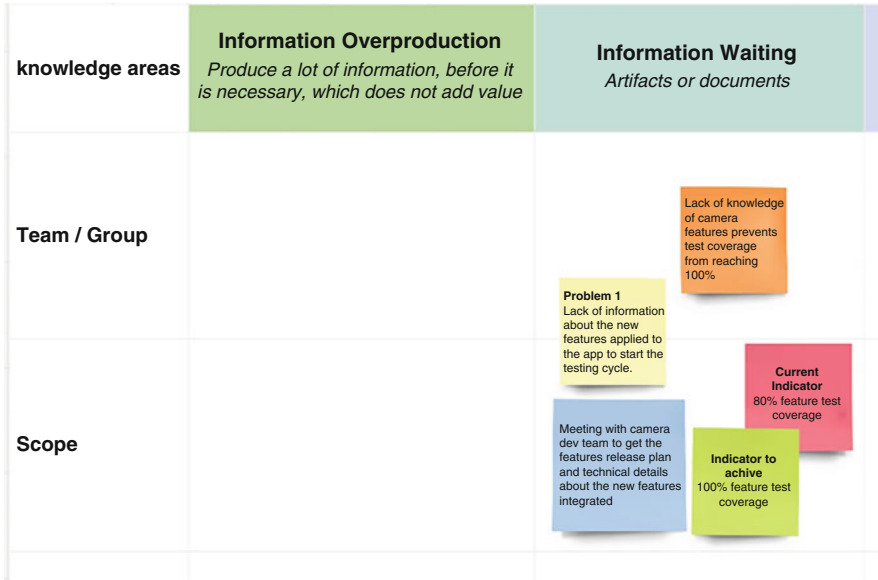 knowledge areas
Information Overproduction
Produce a lot of information, before it
is necessary, which does not add value
Information Waiting
Artifacts or documents
Team / Group
Lack of knowledge
of camera
features prevents
test coverage
from reaching
100%
Problem 1
Lack of information
about the new
features applied to
the app to start the
testing cycle.
Scope
Current
Indicator
80% feature test
coverage
Meeting with camera
dev team to get the
features release plan
and technical details
about the new features
integrated
Indicator to
achive
100% feature test
coverage